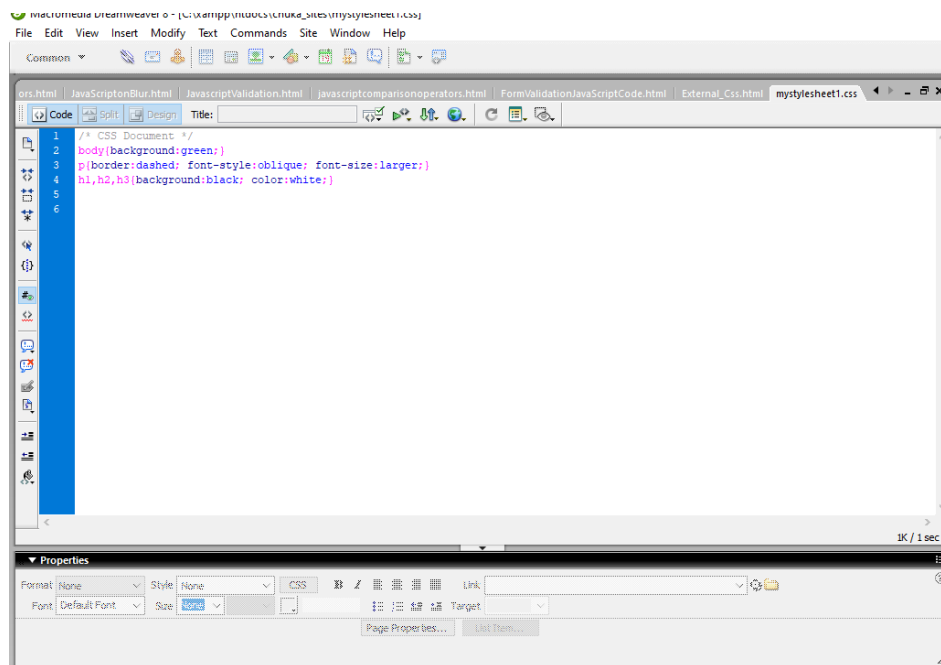 Macromedia Dreamweaver 8 - [C:\xampp\htdocs\chuka_sites\mystylesheet1.css]
File Edit View Insert Modify Text Commands Site Window Help
Common
ors.html JavaScriptonBlur.html JavascriptValidation.html javascriptcomparisonoperators.html FormValidationJavaScriptCode.html External_Css.html mystylesheet1.css
Code Split Design Title:
1 /* CSS Document */
2 body{background:green;}
3 p{border:dashed; font-style:oblique; font-size:larger;}
4 h1,h2,h3{background:black; color:white;}
5
6
1K / 1 sec
Properties
Format None Style None CSS B I Link
Font Default Font Size None Target
Page Properties... List Item...